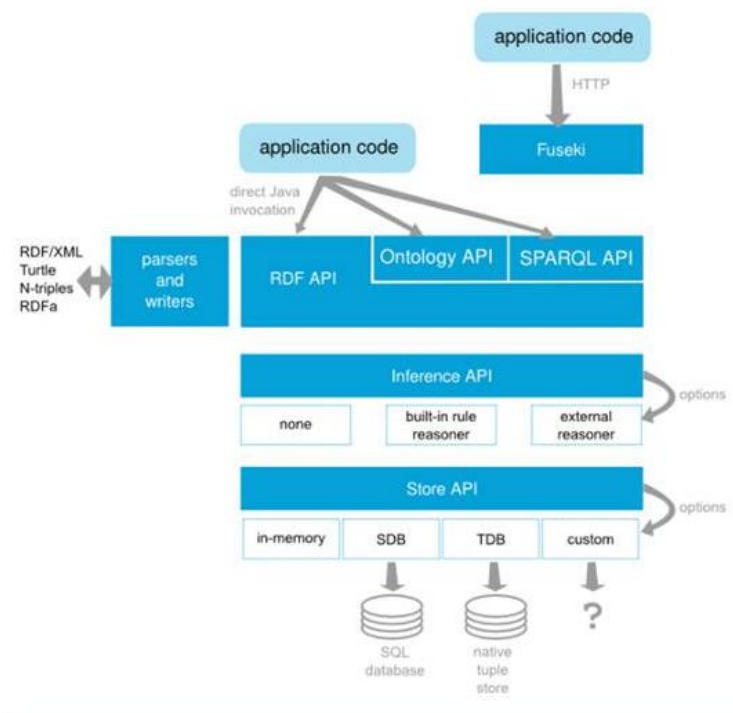 application code
HTTP
Fuseki
application code
direct Java
invocation
RDF/XML
Turtle
N-triples
RDFa
parsers
and
writers
RDF API
Ontology API
SPARQL API
Inference API
options
none
built-in rule
reasoner
external
reasoner
Store API
options
in-memory
SDB
TDB
custom
?
SQL
database
native
tuple
store